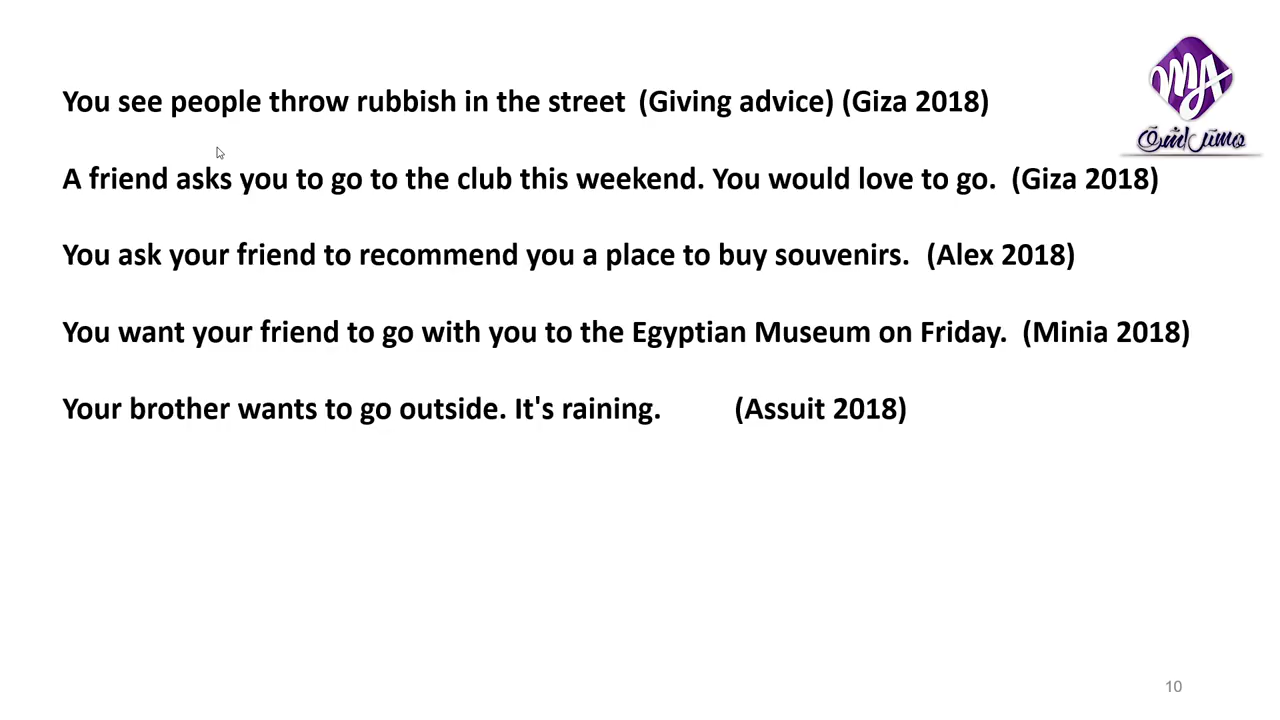 You see people throw rubbish in the street (Giving advice) (Giza 2018)
A friend asks you to go to the club this weekend. You would love to go. (Giza 2018)
You ask your friend to recommend you a place to buy souvenirs. (Alex 2018)
You want your friend to go with you to the Egyptian Museum on Friday. (Minia 2018)
Your brother wants to go outside. It's raining. (Assuit 2018)
MA
10